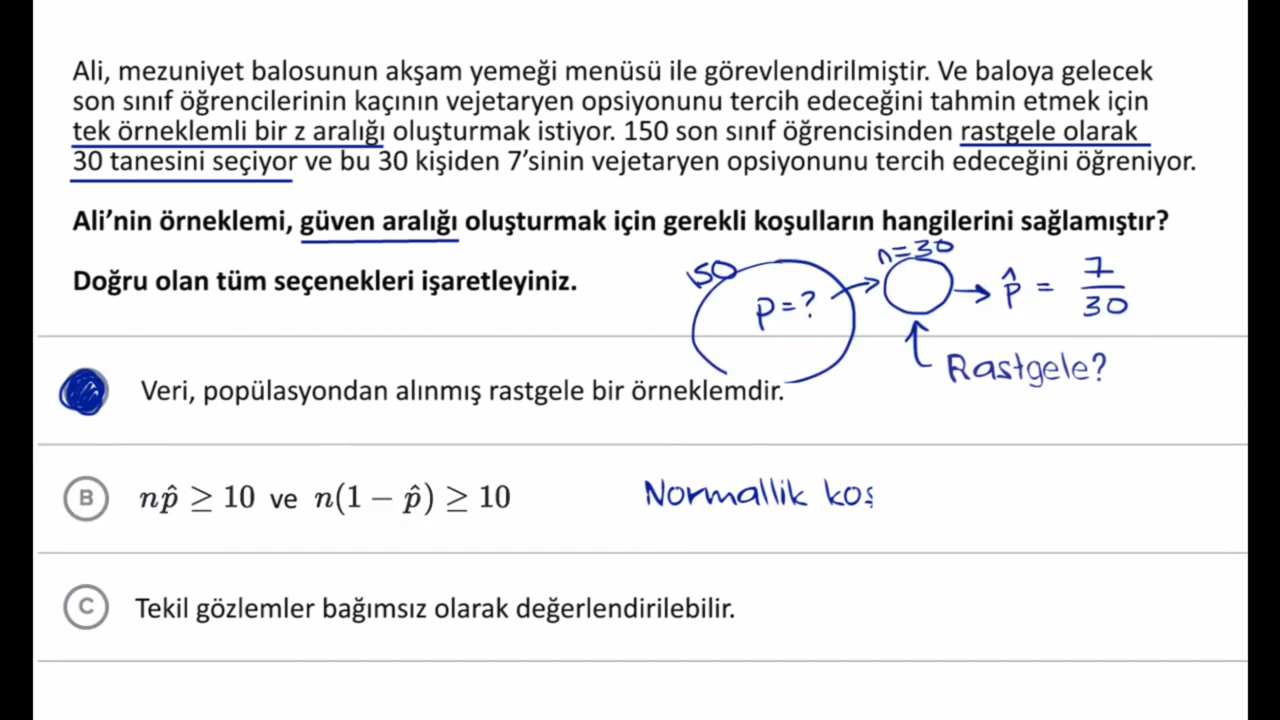 Ali, mezuniyet balosunun akşam yemeği menüsü ile görevlendirilmiştir. Ve baloya gelecek
son sınıf öğrencilerinin kaçının vejetaryen opsiyonunu tercih edeceğini tahmin etmek için
tek örneklemli bir z aralığı oluşturmak istiyor. 150 son sınıf öğrencisinden rastgele olarak
30 tanesini seçiyor ve bu 30 kişiden 7’sinin vejetaryen opsiyonunu tercih edeceğini öğreniyor.
Ali’nin örneklemi, güven aralığı oluşturmak için gerekli koşulların hangilerini sağlamıştır?
Doğru olan tüm seçenekleri işaretleyiniz.
150
p=?
n=30
p̂ = 7/30
Rastgele?
Veri, popülasyondan alınmış rastgele bir örneklemdir.
B np̂ ≥ 10 ve n(1 − p̂) ≥ 10
Normallik koş
C Tekil gözlemler bağımsız olarak değerlendirilebilir.